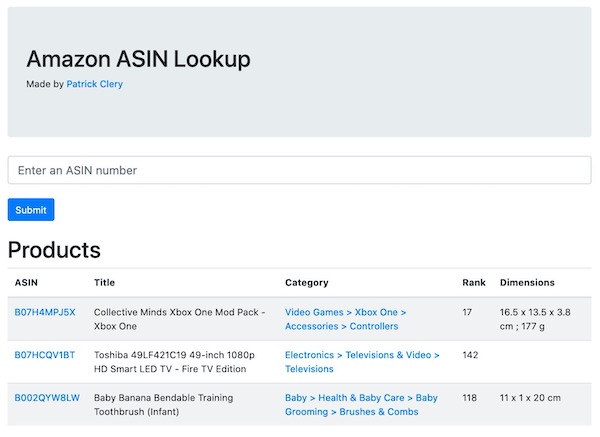 Amazon ASIN Lookup
Made by Patrick Clery
Enter an ASIN number
Submit
Products
ASIN Title Category Rank Dimensions
B07H4MPJ5X Collective Minds Xbox One Mod Pack - Video Games > Xbox One > 17 16.5 x 13.5 x 3.8
Xbox One Accessories > Controllers cm ; 177 g
B07HCQV1BT Toshiba 49LF421C19 49-inch 1080p Electronics > Televisions & Video > 142
HD Smart LED TV - Fire TV Edition Televisions
B002QYW8LW Baby Banana Bendable Training Baby > Health & Baby Care > Baby 118 11 x 1 x 20 cm
Toothbrush (Infant) Grooming > Brushes & Combs